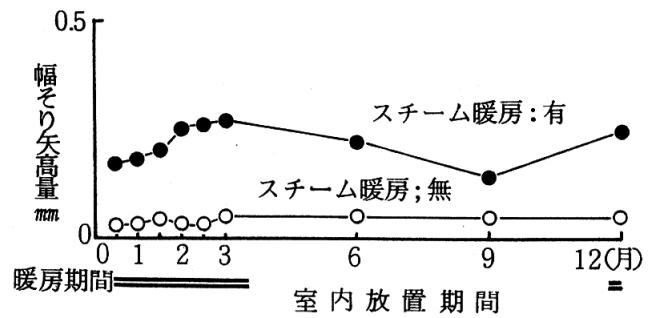 0.5
幅そり矢高量 mm
スチーム暖房:有
スチーム暖房;無
0
0 1 2 3 6 9 12(月)
暖房期間
室内放置期間